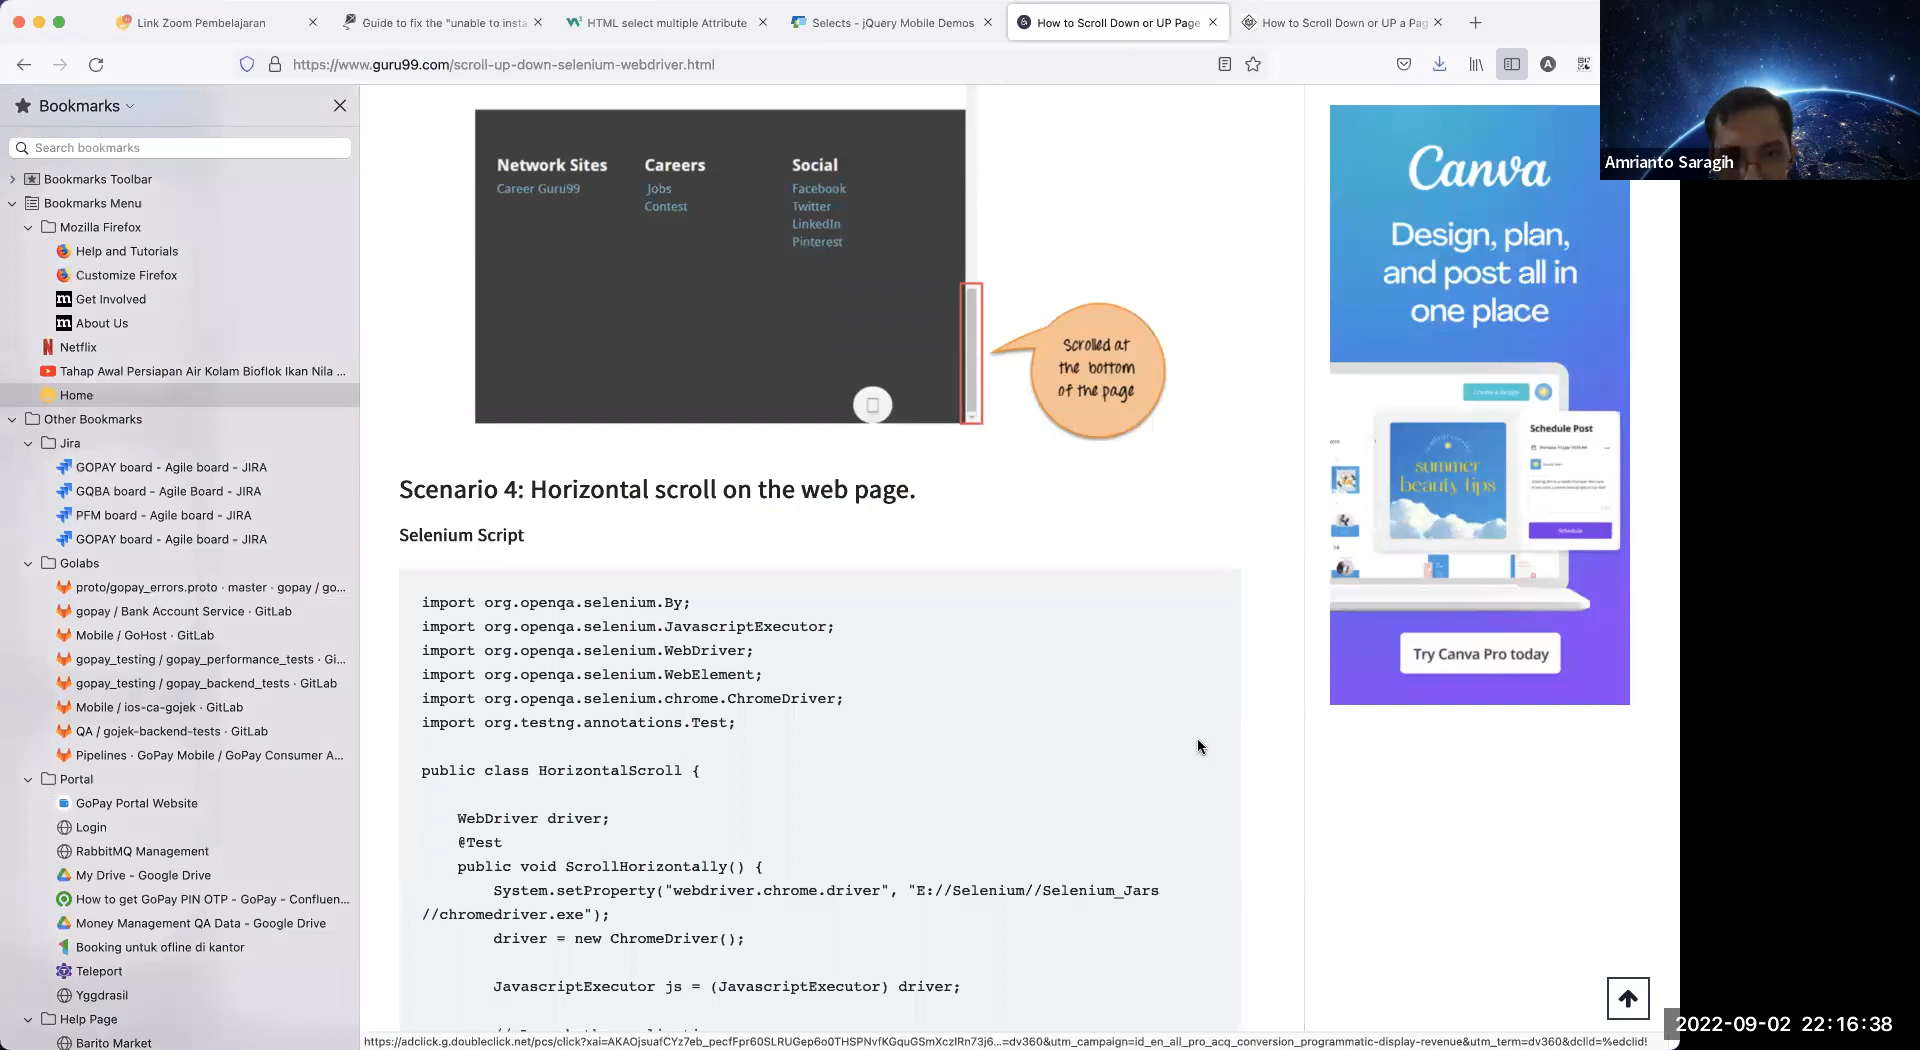 Link Zoom Pembelajaran
Guide to fix the "unable to insta
HTML select multiple Attribute
Selects - jQuery Mobile Demos
How to Scroll Down or UP Page
How to Scroll Down or UP a Pag
https://www.guru99.com/scroll-up-down-selenium-webdriver.html
Amrianto Saragih
Bookmarks
Search bookmarks
Bookmarks Toolbar
Bookmarks Menu
Mozilla Firefox
Help and Tutorials
Customize Firefox
Get Involved
About Us
Netflix
Tahap Awal Persiapan Air Kolam Bioflok Ikan Nila ...
Home
Other Bookmarks
Jira
GOPAY board - Agile board - JIRA
GQBA board - Agile Board - JIRA
PFM board - Agile board - JIRA
GOPAY board - Agile board - JIRA
Golabs
proto/gopay_errors.proto · master · gopay / go...
gopay / Bank Account Service · GitLab
Mobile / GoHost · GitLab
gopay_testing / gopay_performance_tests · Gi...
gopay_testing / gopay_backend_tests · GitLab
Mobile / ios-ca-gojek · GitLab
QA / gojek-backend-tests · GitLab
Pipelines · GoPay Mobile / GoPay Consumer A...
Portal
GoPay Portal Website
Login
RabbitMQ Management
My Drive - Google Drive
How to get GoPay PIN OTP - GoPay - Confluen...
Money Management QA Data - Google Drive
Booking untuk ofline di kantor
Teleport
Yggdrasil
Help Page
Barito Market
Network Sites
Career Guru99
Careers
Jobs
Contest
Social
Facebook
Twitter
LinkedIn
Pinterest
Scrolled at
the bottom
of the page
Scenario 4: Horizontal scroll on the web page.
Selenium Script
import org.openqa.selenium.By;
import org.openqa.selenium.JavascriptExecutor;
import org.openqa.selenium.WebDriver;
import org.openqa.selenium.WebElement;
import org.openqa.selenium.chrome.ChromeDriver;
import org.testng.annotations.Test;
public class HorizontalScroll {
WebDriver driver;
@Test
public void ScrollHorizontally() {
System.setProperty("webdriver.chrome.driver", "E://Selenium//Selenium_Jars
//chromedriver.exe");
driver = new ChromeDriver();
JavascriptExecutor js = (JavascriptExecutor) driver;
Canva
Design, plan,
and post all in
one place
Create a design
Schedule Post
summer
beauty tips
Schedule
Try Canva Pro today
2022-09-02 22:16:38